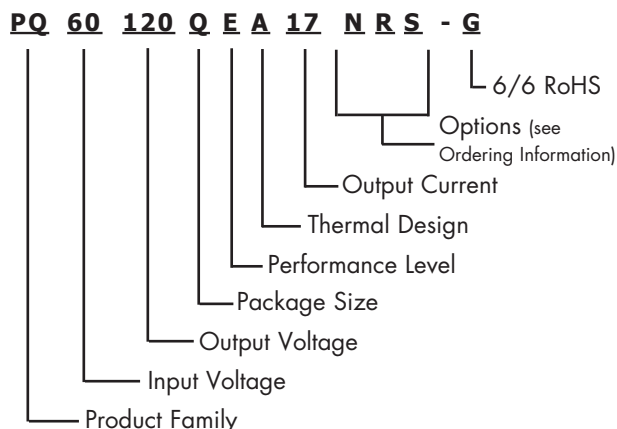 PQ 60 120 Q E A 17 N R S - G
6/6 RoHS
Options (see
Ordering Information)
Output Current
Thermal Design
Performance Level
Package Size
Output Voltage
Input Voltage
Product Family